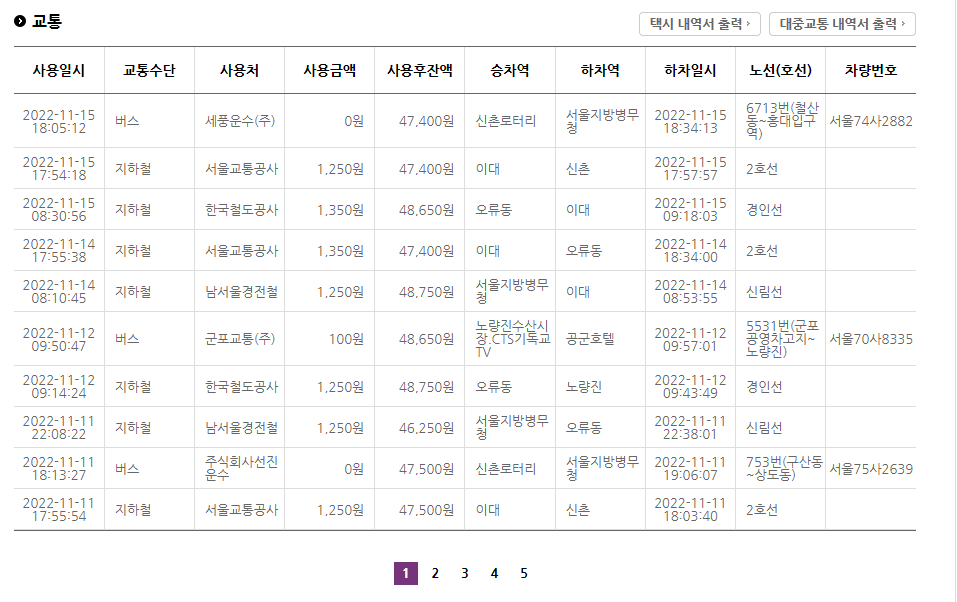 교통
택시 내역서 출력 › 대중교통 내역서 출력 ›
사용일시 교통수단 사용처 사용금액 사용후잔액 승차역 하차역 하차일시 노선(호선) 차량번호
2022-11-15 18:05:12 버스 세풍운수(주) 0원 47,400원 신촌로터리 서울지방병무청 2022-11-15 18:34:13 6713번(철산동~홍대입구역) 서울74사2882
2022-11-15 17:54:18 지하철 서울교통공사 1,250원 47,400원 이대 신촌 2022-11-15 17:57:57 2호선
2022-11-15 08:30:56 지하철 한국철도공사 1,350원 48,650원 오류동 이대 2022-11-15 09:18:03 경인선
2022-11-14 17:55:38 지하철 서울교통공사 1,350원 47,400원 이대 오류동 2022-11-14 18:34:00 2호선
2022-11-14 08:10:45 지하철 남서울경전철 1,250원 48,750원 서울지방병무청 이대 2022-11-14 08:53:55 신림선
2022-11-12 09:50:47 버스 군포교통(주) 100원 48,650원 노량진수산시장.CTS기독교TV 공군호텔 2022-11-12 09:57:01 5531번(군포공영차고지~노량진) 서울70사8335
2022-11-12 09:14:24 지하철 한국철도공사 1,250원 48,750원 오류동 노량진 2022-11-12 09:43:49 경인선
2022-11-11 22:08:22 지하철 남서울경전철 1,250원 46,250원 서울지방병무청 오류동 2022-11-11 22:38:01 신림선
2022-11-11 18:13:27 버스 주식회사선진운수 0원 47,500원 신촌로터리 서울지방병무청 2022-11-11 19:06:07 753번(구산동~상도동) 서울75사2639
2022-11-11 17:55:54 지하철 서울교통공사 1,250원 47,500원 이대 신촌 2022-11-11 18:03:40 2호선
1 2 3 4 5